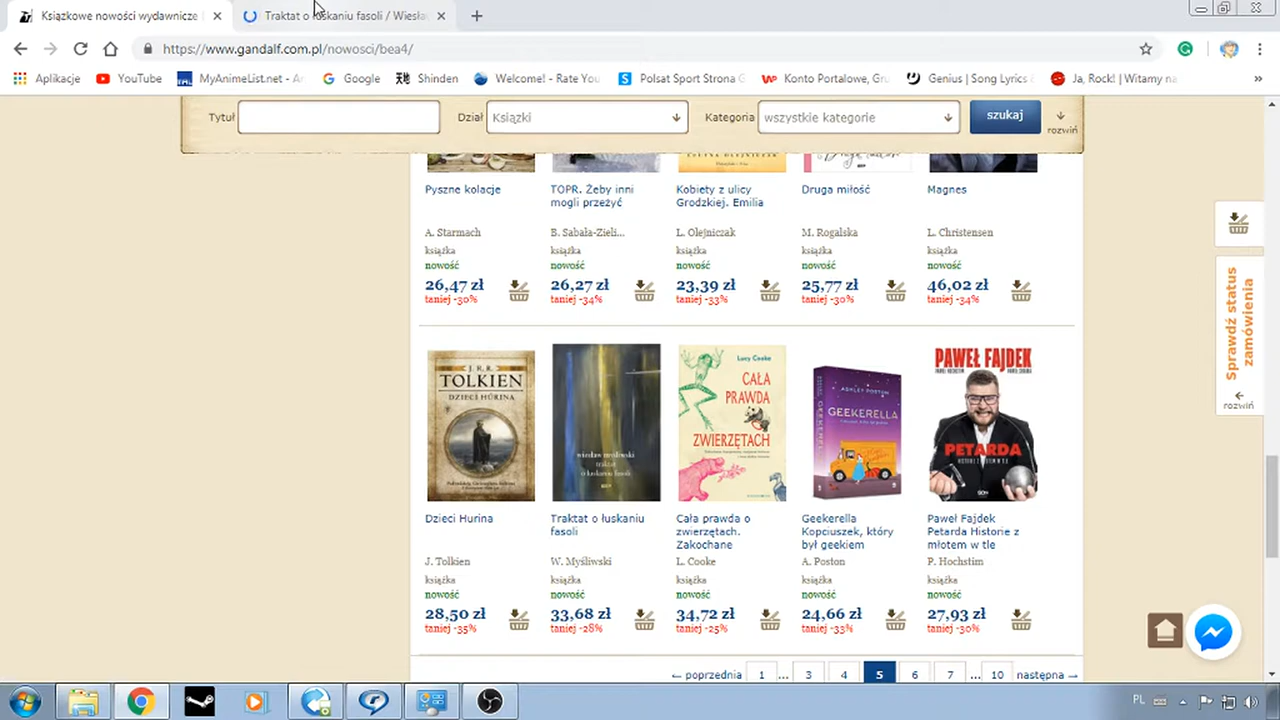 Książkowe nowości wydawnicze
Traktat o łuskaniu fasoli / Wiesła
https://www.gandalf.com.pl/nowosci/bea4/
Aplikacje
YouTube
MyAnimeList.net - An
Google
Shinden
Welcome! - Rate You
Polsat Sport Strona G
Konto Portalowe, Gru
Genius | Song Lyrics &
Ja, Rock! | Witamy na
»
Tytuł
Dział
Książki
Kategoria
wszystkie kategorie
szukaj
rozwiń
Pyszne kolacje
TOPR. Żeby inni
mogli przeżyć
Kobiety z ulicy
Grodzkiej. Emilia
Druga miłość
Magnes
A. Starmach
B. Sabała-Zieli...
L. Olejniczak
M. Rogalska
L. Christensen
książka
książka
książka
książka
książka
nowość
nowość
nowość
nowość
nowość
26,47 zł
26,27 zł
23,39 zł
25,77 zł
46,02 zł
taniej -30%
taniej -34%
taniej -33%
taniej -30%
taniej -34%
Sprawdź status
zamówienia
rozwiń
J.R.R.
TOLKIEN
DZIECI HÚRINA
wiesław myśliwski
traktat
o łuskaniu
fasoli
Lucy Cooke
CAŁA
PRAWDA
O
ZWIERZĘTACH
ASHLEY POSTON
GEEKERELLA
PAWEŁ FAJDEK
PETARDA
HISTORIE Z MŁOTEM W TLE
Dzieci Hurina
Traktat o łuskaniu
fasoli
Cała prawda o
zwierzętach.
Zakochane
Geekerella
Kopciuszek, który
był geekiem
Paweł Fajdek
Petarda Historie z
młotem w tle
J. Tolkien
W. Myśliwski
L. Cooke
A. Poston
P. Hochstim
książka
książka
książka
książka
książka
nowość
nowość
nowość
nowość
nowość
28,50 zł
33,68 zł
34,72 zł
24,66 zł
27,93 zł
taniej -35%
taniej -28%
taniej -25%
taniej -33%
taniej -30%
← poprzednia 1 ... 3 4 5 6 7 ... 10 następna →
PL